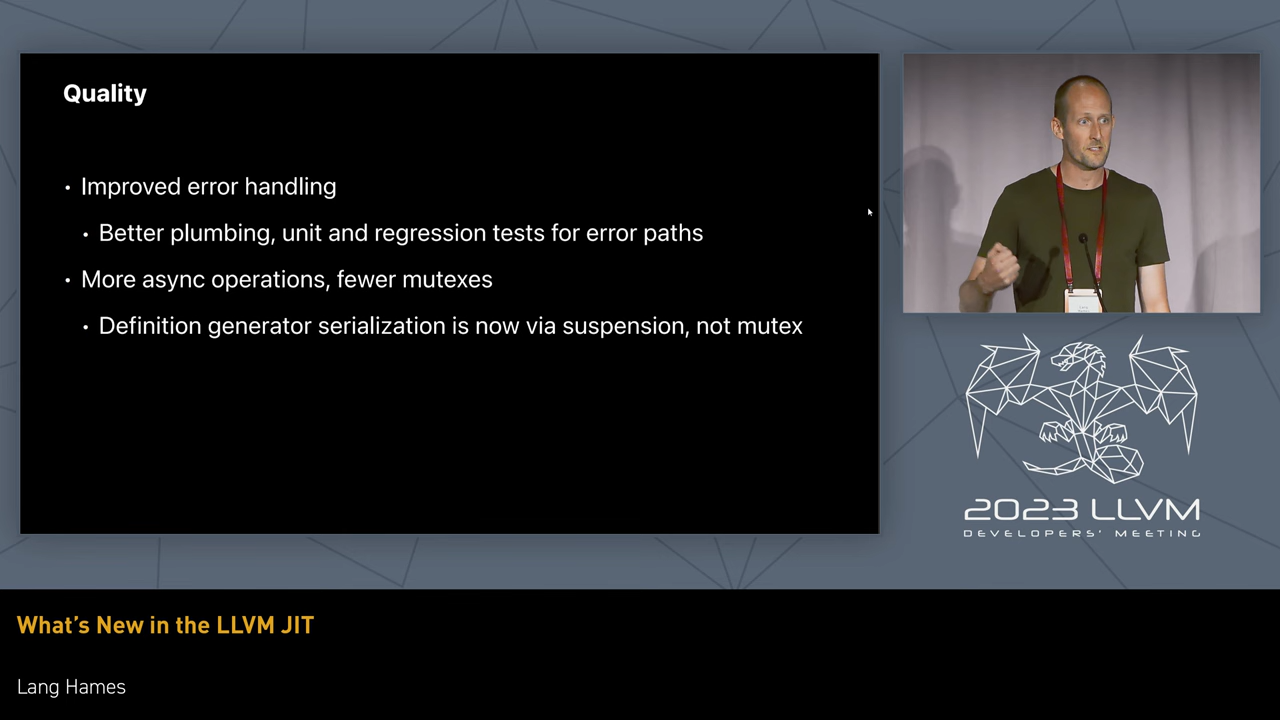 Quality
• Improved error handling
• Better plumbing, unit and regression tests for error paths
• More async operations, fewer mutexes
• Definition generator serialization is now via suspension, not mutex
2023 LLVM
DEVELOPERS' MEETING
What's New in the LLVM JIT
Lang Hames